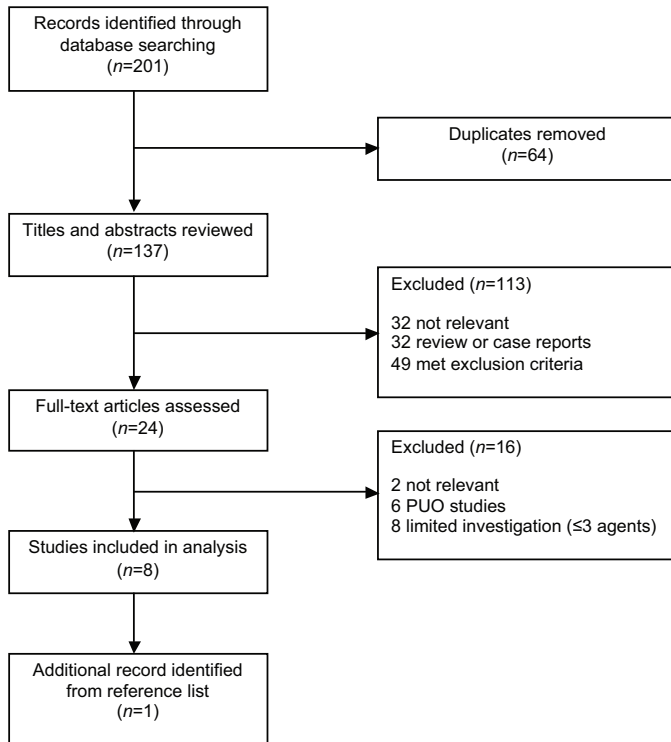 Records identified through
database searching
(n=201)
Duplicates removed
(n=64)
Titles and abstracts reviewed
(n=137)
Excluded (n=113)
32 not relevant
32 review or case reports
49 met exclusion criteria
Full-text articles assessed
(n=24)
Excluded (n=16)
2 not relevant
6 PUO studies
8 limited investigation (≤3 agents)
Studies included in analysis
(n=8)
Additional record identified
from reference list
(n=1)